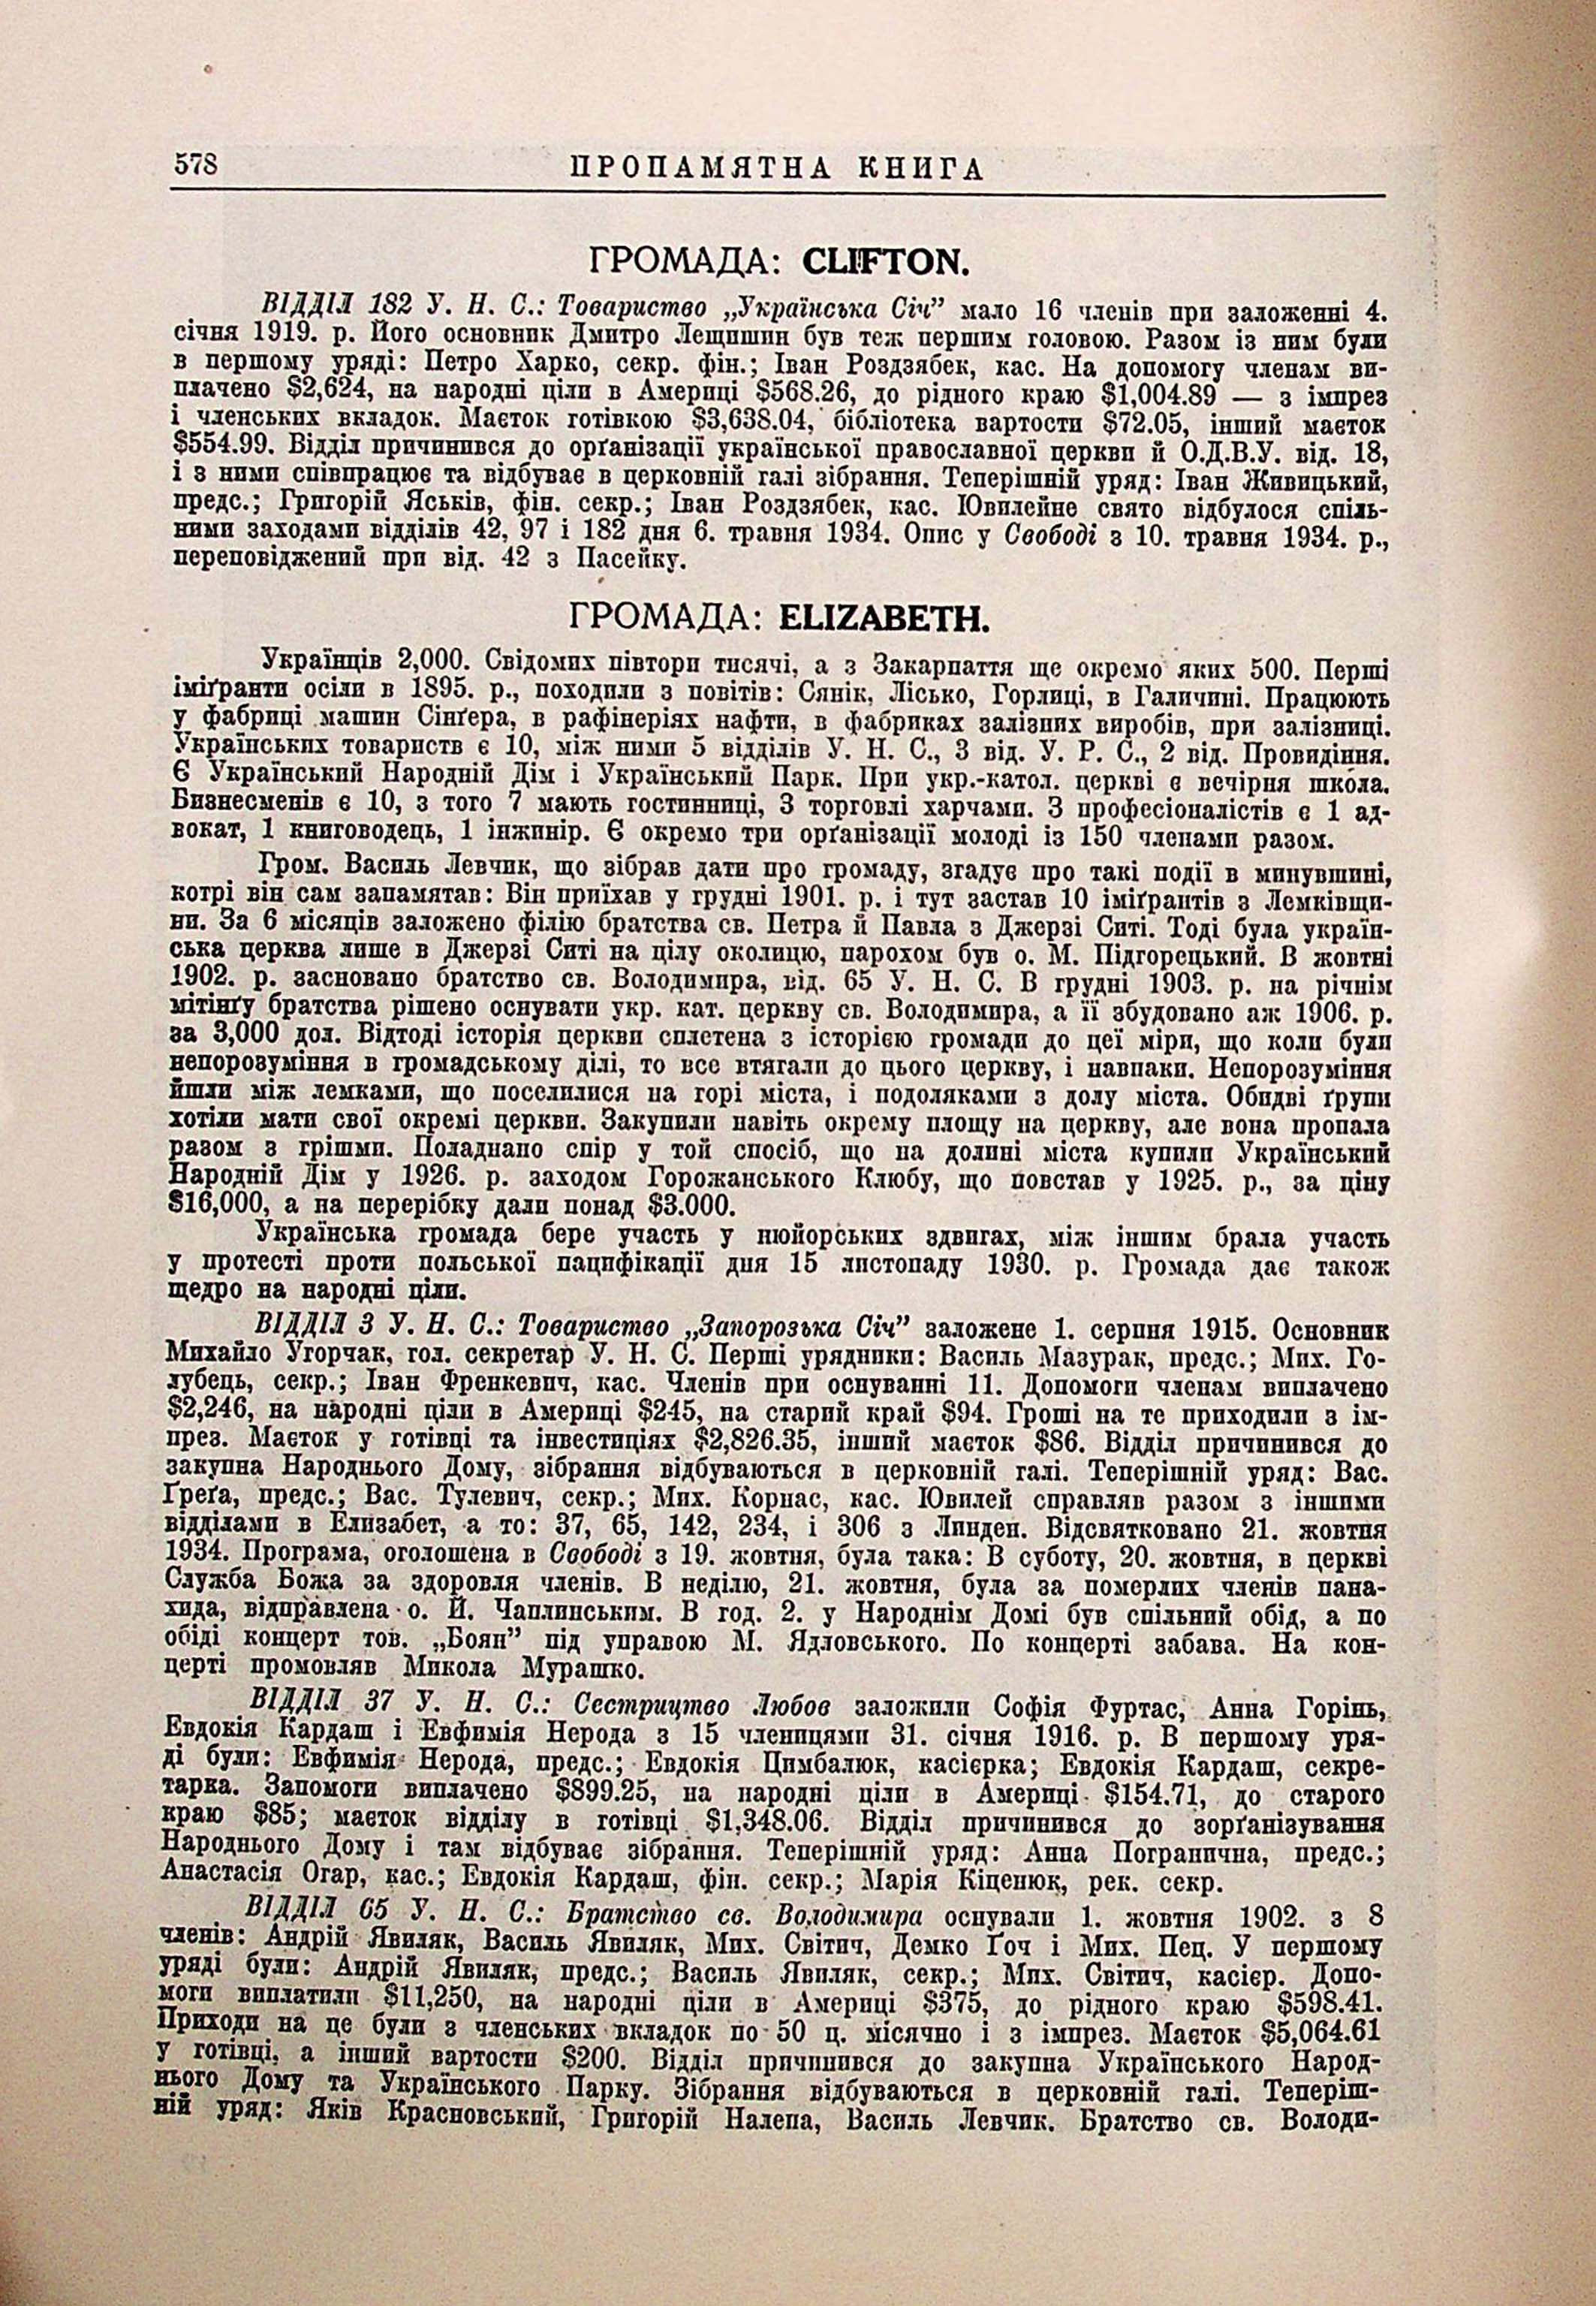 578
ПРОПАМЯТНА КНИГА
ГРОМАДА: CLIFTON.
ВІДДІЛ 182 У. Н. С.: Товариство „Українська Січ” мало 16 членів при заложенні 4.
січня 1919. р. Його основник Дмитро Лещишин був теж першим головою. Разом із ним були
в першому уряді: Петро Харко, секр. фін.; Іван Роздзябек, кас. На допомогу членам ви-
плачено $2,624, на народні ціли в Америці $568.26, до рідного краю $1,004.89 — з імпрез
і членських вкладок. Маєток готівкою $3,638.04, бібліотека вартости $72.05, інший маєток
$554.99. Відділ причинився до орґанізації української православної церкви й О.Д.В.У. від. 18,
і з ними співпрацює та відбуває в церковній галі зібрання. Теперішній уряд: Іван Живицький,
предс.; Григорій Яськів, фін. секр.; Іван Роздзябек, кас. Ювилейне свято відбулося спіль-
ними заходами відділів 42, 97 і 182 дня 6. травня 1934. Опис у Свободі з 10. травня 1934. р.,
переповіджений при від. 42 з Пасейку.
ГРОМАДА: ELIZABETH.
Українців 2,000. Свідомих півтори тисячі, а з Закарпаття ще окремо яких 500. Перші
іміґранти осіли в 1895. р., походили з повітів: Сянік, Лісько, Горлиці, в Галичині. Працюють
у фабриці машин Сінґера, в рафінеріях нафти, в фабриках залізних виробів, при залізниці.
Українських товариств є 10, між ними 5 відділів У. Н. С., 3 від. У. Р. С., 2 від. Провидіння.
Є Український Народній Дім і Український Парк. При укр.-катол. церкві є вечірня школа.
Бизнесменів є 10, з того 7 мають гостинниці, 3 торговлі харчами. З професіоналістів є 1 ад-
вокат, 1 книговодець, 1 інжинір. Є окремо три орґанізації молоді із 150 членами разом.
Гром. Василь Левчик, що зібрав дати про громаду, згадує про такі події в минувшині,
котрі він сам запамятав: Він приїхав у грудні 1901. р. і тут застав 10 іміґрантів з Лемківщи-
ни. За 6 місяців заложено філію братства св. Петра й Павла з Джерзі Ситі. Тоді була україн-
ська церква лише в Джерзі Ситі на цілу околицю, парохом був о. М. Підгорецький. В жовтні
1902. р. засновано братство св. Володимира, від. 65 У. Н. С. В грудні 1903. р. на річнім
мітінґу братства рішено оснувати укр. кат. церкву св. Володимира, а її збудовано аж 1906. р.
за 3,000 дол. Відтоді історія церкви сплетена з історією громади до цеї міри, що коли були
непорозуміння в громадському ділі, то все втягали до цього церкву, і навпаки. Непорозуміння
йшли між лемками, що поселилися на горі міста, і подоляками з долу міста. Обидві ґрупи
хотіли мати свої окремі церкви. Закупили навіть окрему площу на церкву, але вона пропала
разом з грішми. Поладнано спір у той спосіб, що на долині міста купили Український
Народній Дім у 1926. р. заходом Горожанського Клюбу, що повстав у 1925. р., за ціну
$16,000, а на перерібку дали понад $3.000.
Українська громада бере участь у нюйорських здвигах, між іншим брала участь
у протесті проти польської пацифікації дня 15 листопаду 1930. р. Громада дає також
щедро на народні ціли.
ВІДДІЛ 3 У. Н. С.: Товариство „Запорозька Січ” заложене 1. серпня 1915. Основник
Михайло Угорчак, гол. секретар У. Н. С. Перші урядники: Василь Мазурак, предс.; Мих. Го-
лубець, секр.; Іван Френкевич, кас. Членів при оснуванні 11. Допомоги членам виплачено
$2,246, на народні ціли в Америці $245, на старий край $94. Гроші на те приходили з ім-
през. Маєток у готівці та інвестиціях $2,826.35, інший маєток $86. Відділ причинився до
закупна Народнього Дому, зібрання відбуваються в церковній галі. Теперішній уряд: Вас.
Ґреґа, предс.; Вас. Тулевич, секр.; Мих. Корнас, кас. Ювилей справляв разом з іншими
відділами в Елизабет, а то: 37, 65, 142, 234, і 306 з Линден. Відсвятковано 21. жовтня
1934. Програма, оголошена в Свободі з 19. жовтня, була така: В суботу, 20. жовтня, в церкві
Служба Божа за здоровля членів. В неділю, 21. жовтня, була за померлих членів пана-
хида, відправлена о. Й. Чаплинським. В год. 2. у Народнім Домі був спільний обід, а по
обіді концерт тов. „Боян” під управою М. Ядловського. По концерті забава. На кон-
церті промовляв Микола Мурашко.
ВІДДІЛ 37 У. Н. С.: Сестрицтво Любов заложили Софія Фуртас, Анна Горінь,
Евдокія Кардаш і Евфимія Нерода з 15 членицями 31. січня 1916. р. В першому уря-
ді були: Евфимія Нерода, предс.; Евдокія Цимбалюк, касієрка; Евдокія Кардаш, секре-
тарка. Запомоги виплачено $899.25, на народні ціли в Америці $154.71, до старого
краю $85; маєток відділу в готівці $1,348.06. Відділ причинився до зорґанізування
Народнього Дому і там відбуває зібрання. Теперішній уряд: Анна Погранична, предс.;
Анастасія Огар, кас.; Евдокія Кардаш, фін. секр.; Марія Кіценюк, рек. секр.
ВІДДІЛ 65 У. Н. С.: Братство св. Володимира оснували 1. жовтня 1902. з 8
членів: Андрій Явиляк, Василь Явиляк, Мих. Світич, Демко Ґоч і Мих. Пец. У першому
уряді були: Андрій Явиляк, предс.; Василь Явиляк, секр.; Мих. Світич, касієр. Допо-
моги виплатили $11,250, на народні ціли в Америці $375, до рідного краю $598.41.
Приходи на це були з членських вкладок по 50 ц. місячно і з імпрез. Маєток $5,064.61
у готівці, а інший вартости $200. Відділ причинився до закупна Українського Народ-
нього Дому та Українського Парку. Зібрання відбуваються в церковній галі. Теперіш-
ній уряд: Яків Красновський, Григорій Налепа, Василь Левчик. Братство св. Володи-